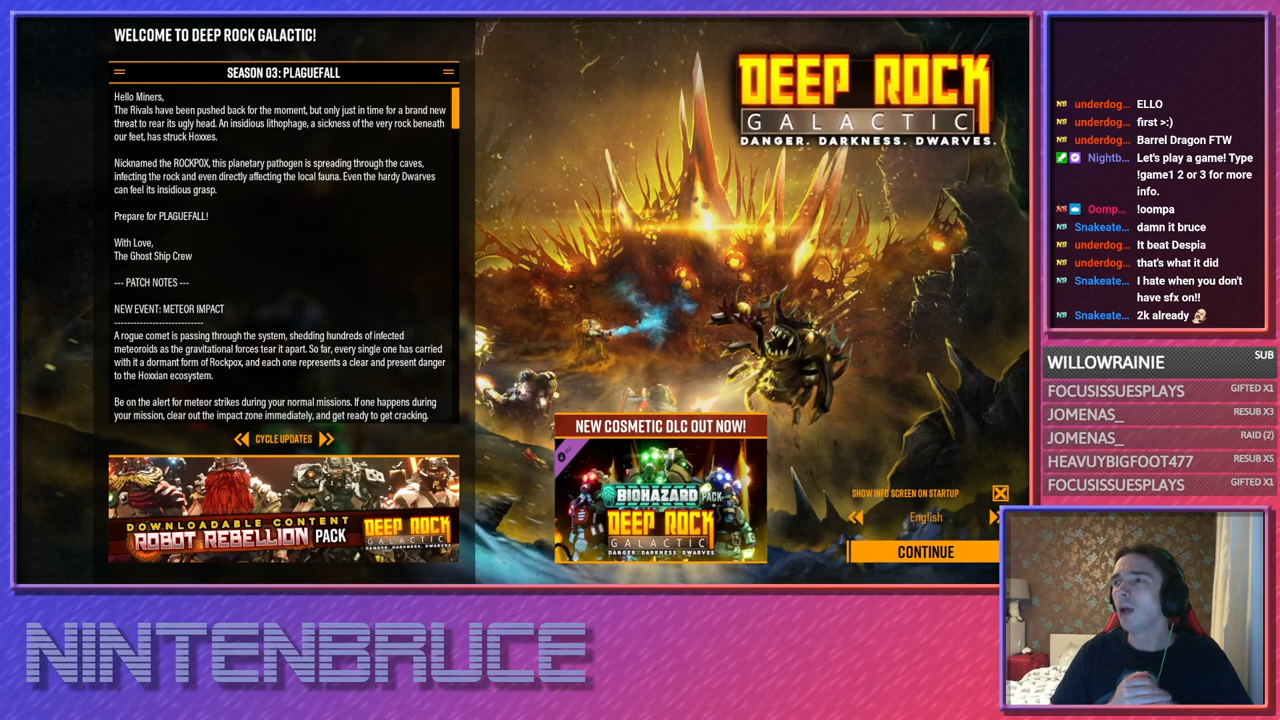 WELCOME TO DEEP ROCK GALACTIC!
SEASON 03: PLAGUEFALL
Hello Miners,
The Rivals have been pushed back for the moment, but only just in time for a brand new
threat to rear its ugly head. An insidious lithophage, a sickness of the very rock beneath
our feet, has struck Hoxxes.
Nicknamed the ROCKPOX, this planetary pathogen is spreading through the caves,
infecting the rock and even directly affecting the local fauna. Even the hardy Dwarves
can feel its insidious grasp.
Prepare for PLAGUEFALL!
With Love,
The Ghost Ship Crew
--- PATCH NOTES ---
NEW EVENT: METEOR IMPACT
----------------------------
A rogue comet is passing through the system, shedding hundreds of infected
meteoroids as the gravitational forces tear it apart. So far, every single one has carried
with it a dormant form of Rockpox, and each one represents a clear and present danger
to the Hoxxian ecosystem.
Be on the alert for meteor strikes during your normal missions. If one happens during
your mission, clear out the impact zone immediately, and get ready to get cracking.
CYCLE UPDATES
DOWNLOADABLE CONTENT
ROBOT REBELLION PACK
DEEP ROCK
GALACTIC
DEEP ROCK
GALACTIC
DANGER. DARKNESS. DWARVES.
NEW COSMETIC DLC OUT NOW!
BIOHAZARD PACK
DEEP ROCK
GALACTIC
DANGER. DARKNESS. DWARVES.
SHOW INFO SCREEN ON STARTUP
English
CONTINUE
underdog... ELLO
underdog... first >:)
underdog... Barrel Dragon FTW
Nightb... Let's play a game! Type
!game1 2 or 3 for more
info.
Oomp... !oompa
Snakeate... damn it bruce
underdog... It beat Despia
underdog... that's what it did
Snakeate... I hate when you don't
have sfx on!!
Snakeate... 2k already
WILLOWRAINIE SUB
FOCUSISSUESPLAYS GIFTED X1
JOMENAS_ RESUB X3
JOMENAS_ RAID (2)
HEAVUYBIGFOOT477 RESUB X5
FOCUSISSUESPLAYS GIFTED X1
NINTENBRUCE